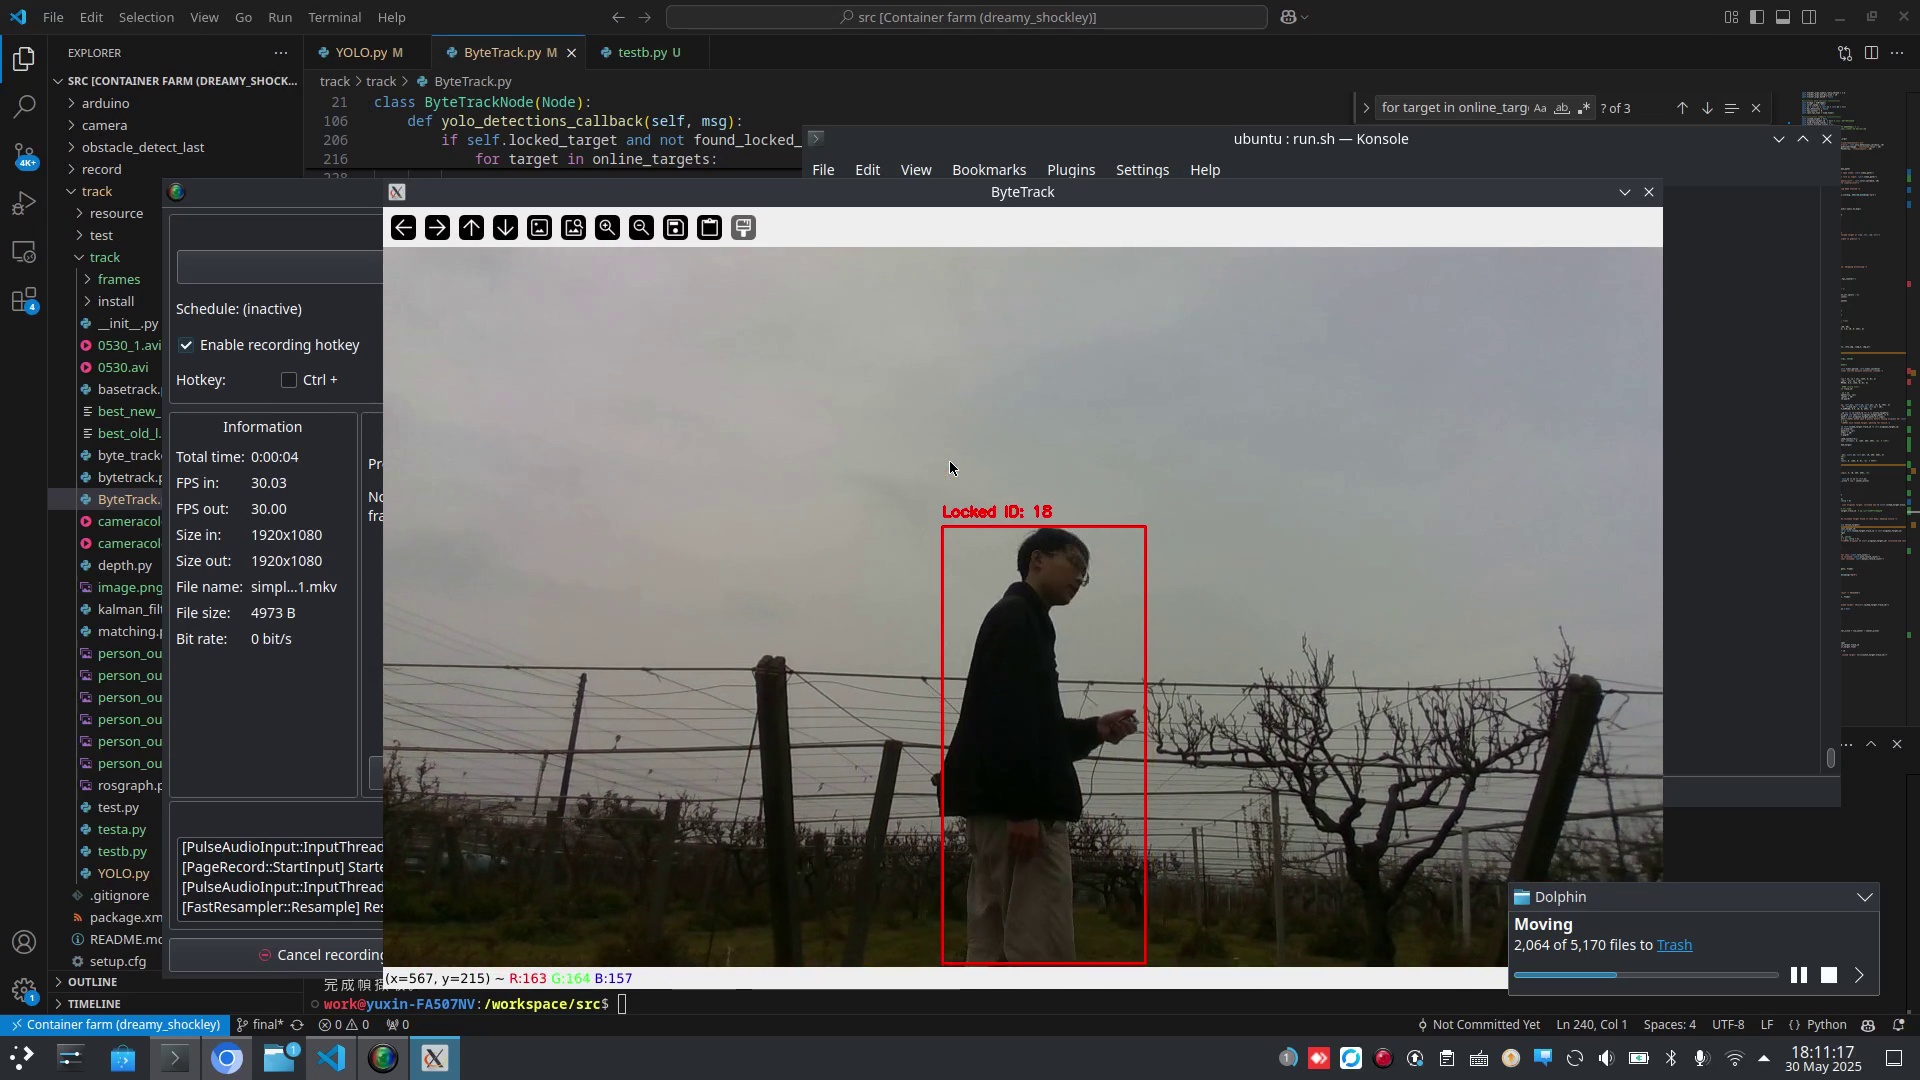 File Edit Selection View Go Run Terminal Help
src [Container farm (dreamy_shockley)]
EXPLORER
YOLO.py M
ByteTrack.py M
testb.py U
SRC [CONTAINER FARM (DREAMY_SHOCK...
track > track > ByteTrack.py
arduino
camera
obstacle_detect_last
record
track
resource
test
track
frames
install
__init__.py
0530_1.avi
0530.avi
basetrack.
best_new_
best_old_l.
byte_track
bytetrack.p
ByteTrack.
cameracol
cameracol
depth.py
image.png
kalman_filt
matching.p
person_ou
person_ou
person_ou
person_ou
person_ou
person_ou
rosgraph.p
test.py
testa.py
testb.py
YOLO.py
.gitignore
package.xm
README.md
setup.cfg
OUTLINE
TIMELINE
4K+
4
1
21 class ByteTrackNode(Node):
106 def yolo_detections_callback(self, msg):
206 if self.locked_target and not found_locked_
216 for target in online_targets:
for target in online_targ
Aa ab .*
? of 3
ubuntu : run.sh — Konsole
File Edit View Bookmarks Plugins Settings Help
Schedule: (inactive)
Enable recording hotkey
Hotkey: Ctrl +
Information
Total time: 0:00:04
FPS in: 30.03
FPS out: 30.00
Size in: 1920x1080
Size out: 1920x1080
File name: simpl...1.mkv
File size: 4973 B
Bit rate: 0 bit/s
Pr
No
fra
[PulseAudioInput::InputThread
[PageRecord::StartInput] Starte
[PulseAudioInput::InputThread
[FastResampler::Resample] Res
Cancel recording
ByteTrack
Locked ID: 18
(x=567, y=215) ~ R:163 G:164 B:157
work@yuxin-FA507NV:/workspace/src$
Dolphin
Moving
2,064 of 5,170 files to Trash
Container farm (dreamy_shockley)
final*
0 0
0
Not Committed Yet
Ln 240, Col 1
Spaces: 4
UTF-8
LF
{} Python
1
1
18:11:17
30 May 2025